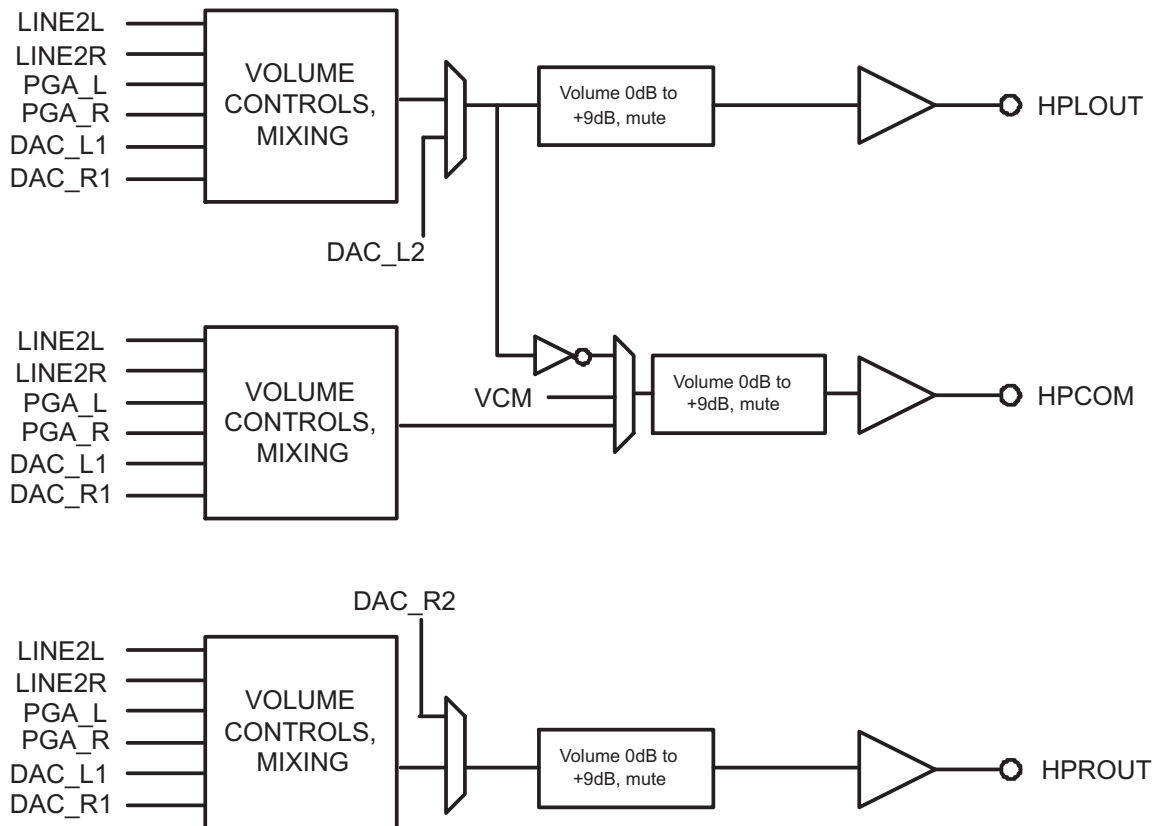 LINE2L
LINE2R
PGA_L
PGA_R
DAC_L1
DAC_R1
VOLUME
CONTROLS,
MIXING
DAC_L2
Volume 0dB to
+9dB, mute
HPLOUT
LINE2L
LINE2R
PGA_L
PGA_R
DAC_L1
DAC_R1
VOLUME
CONTROLS,
MIXING
VCM
Volume 0dB to
+9dB, mute
HPCOM
DAC_R2
LINE2L
LINE2R
PGA_L
PGA_R
DAC_L1
DAC_R1
VOLUME
CONTROLS,
MIXING
Volume 0dB to
+9dB, mute
HPROUT